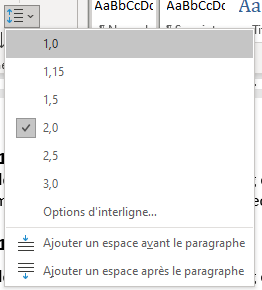 AaBbCcDc AaBbCcDc AaB
1,0
1,15
1,5
2,0
2,5
3,0
Options d'interligne...
Ajouter un espace avant le paragraphe
Ajouter un espace après le paragraphe